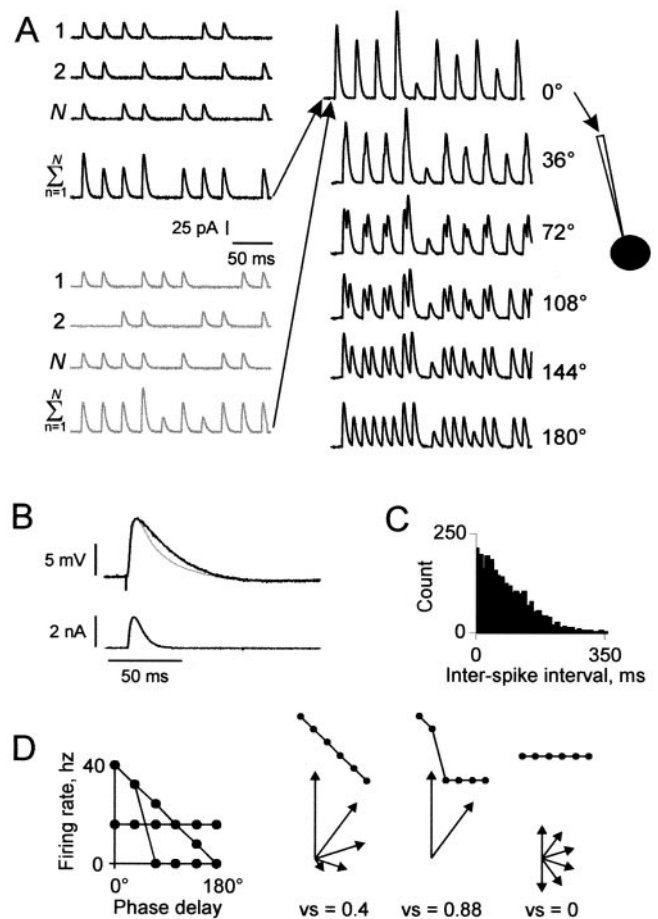 A
1
2
N
N
Σ
n=1
25 pA
50 ms
1
2
N
N
Σ
n=1
0°
36°
72°
108°
144°
180°
B
5 mV
2 nA
50 ms
C
250
Count
0
0 350
Inter-spike interval, ms
D
Firing rate, hz
40
0
0° 180°
Phase delay
vs = 0.4 vs = 0.88 vs = 0